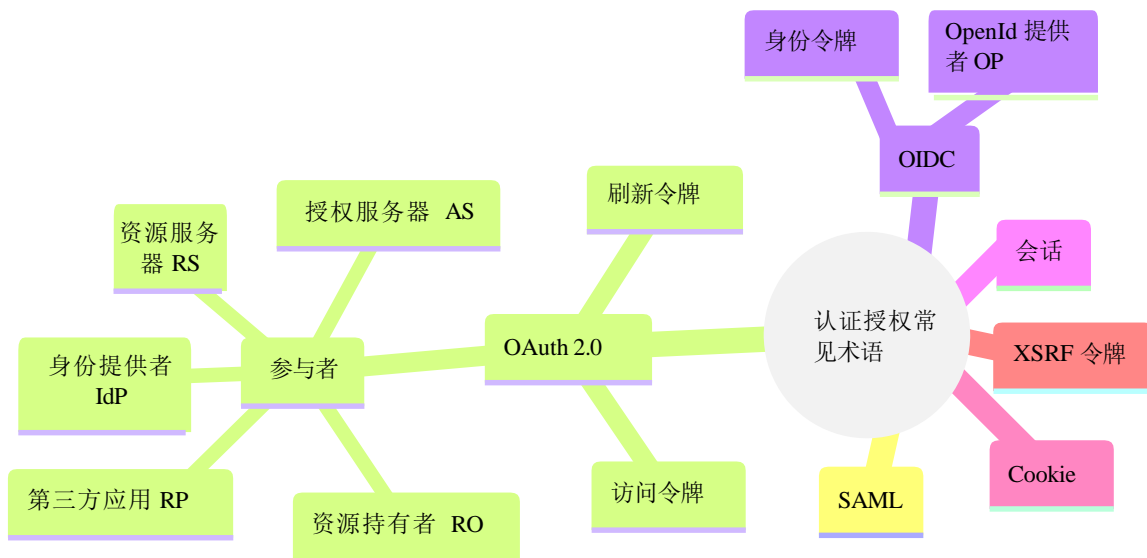 身份令牌
OpenId 提供
者 OP
OIDC
刷新令牌
授权服务器 AS
资源服务
器 RS
会话
认证授权常
见术语
OAuth 2.0
XSRF 令牌
身份提供者
IdP
参与者
第三方应用 RP
资源持有者 RO
访问令牌
SAML
Cookie